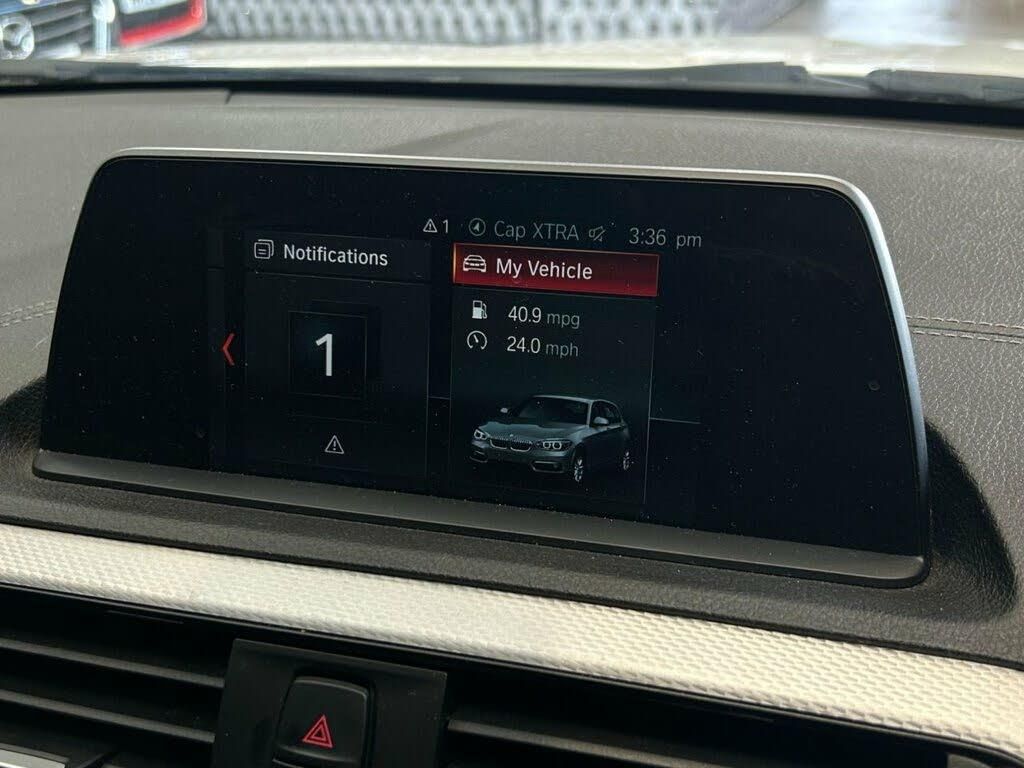 1 Cap XTRA 3:36 pm
Notifications
1
My Vehicle
40.9 mpg
24.0 mph